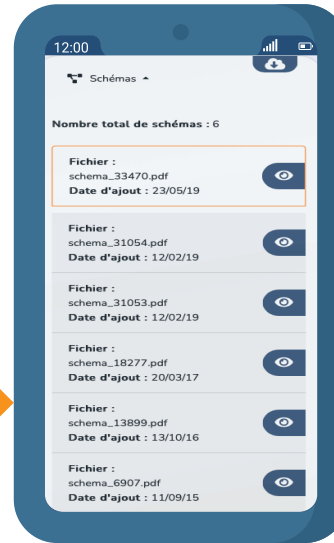 12:00
Schémas
Nombre total de schémas : 6
Fichier :
schema_33470.pdf
Date d'ajout : 23/05/19
Fichier :
schema_31054.pdf
Date d'ajout : 12/02/19
Fichier :
schema_31053.pdf
Date d'ajout : 12/02/19
Fichier :
schema_18277.pdf
Date d'ajout : 20/03/17
Fichier :
schema_13899.pdf
Date d'ajout : 13/10/16
Fichier :
schema_6907.pdf
Date d'ajout : 11/09/15